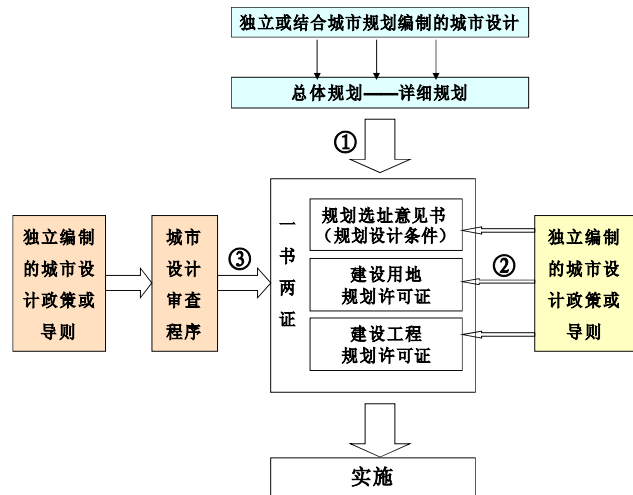 独立或结合城市规划编制的城市设计
总体规划——详细规划
①
一
书
两
证
规划选址意见书
（规划设计条件）
建设用地
规划许可证
建设工程
规划许可证
独立编制
的城市设
计政策或
导则
城市
设计
审查
程序
③
②
独立编制
的城市设
计政策或
导则
实施